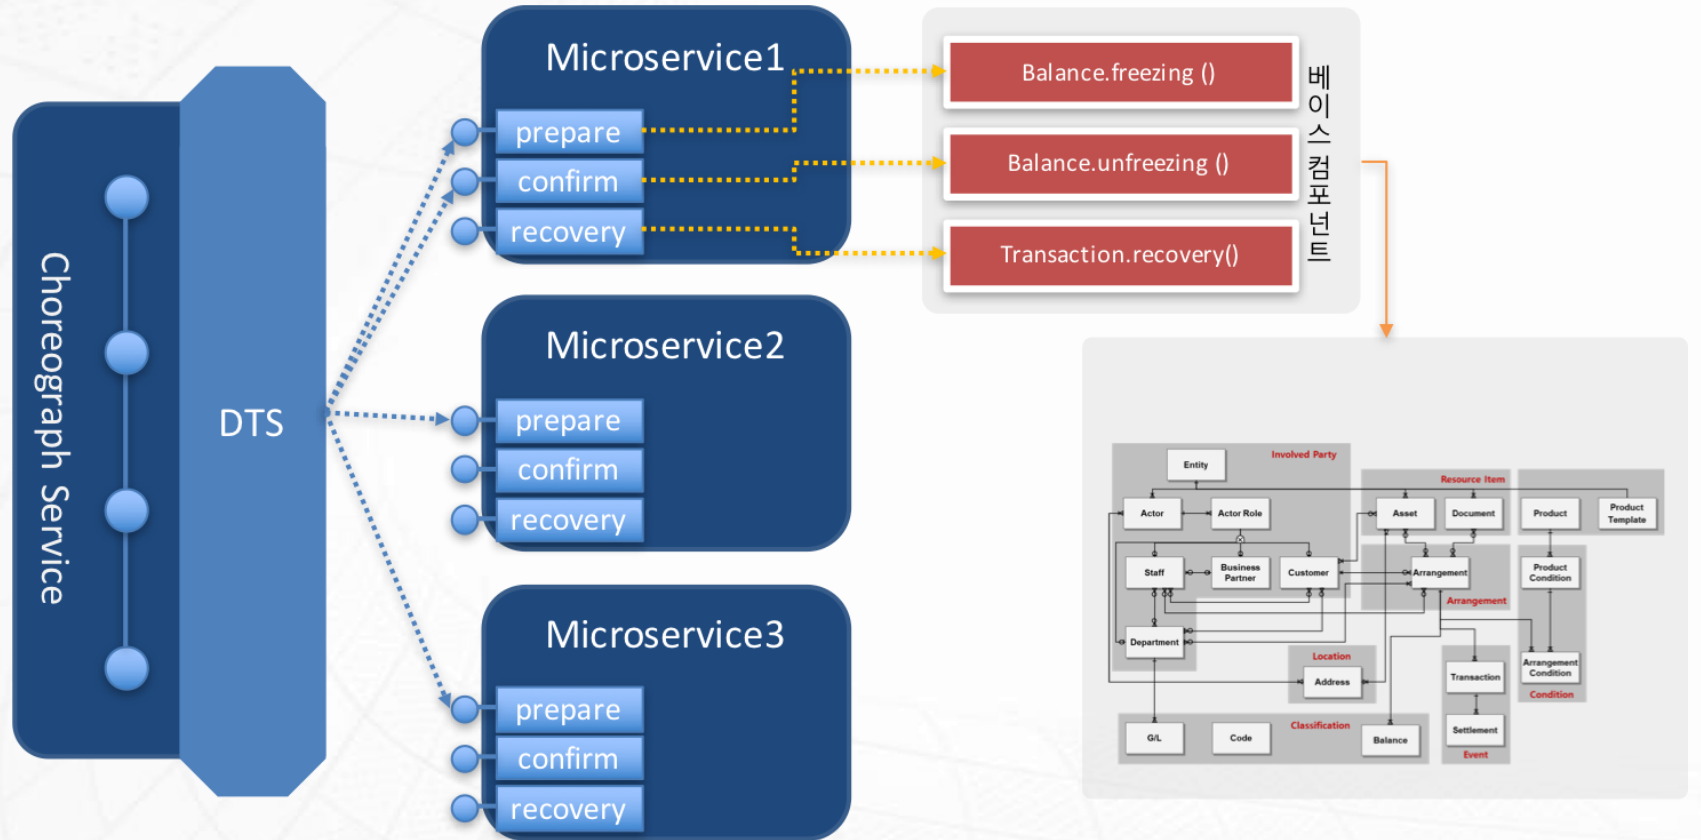 Choreograph Service
DTS
Microservice1
prepare
confirm
recovery
Microservice2
prepare
confirm
recovery
Microservice3
prepare
confirm
recovery
Balance.freezing ()
Balance.unfreezing ()
Transaction.recovery()
베이스 컴포넌트
Involved Party
Entity
Actor
Actor Role
Staff
Business
Partner
Customer
Department
Resource Item
Asset
Document
Product
Product
Template
Arrangement
Arrangement
Product
Condition
Arrangement
Condition
Condition
Location
Address
Transaction
Settlement
Event
Classification
G/L
Code
Balance